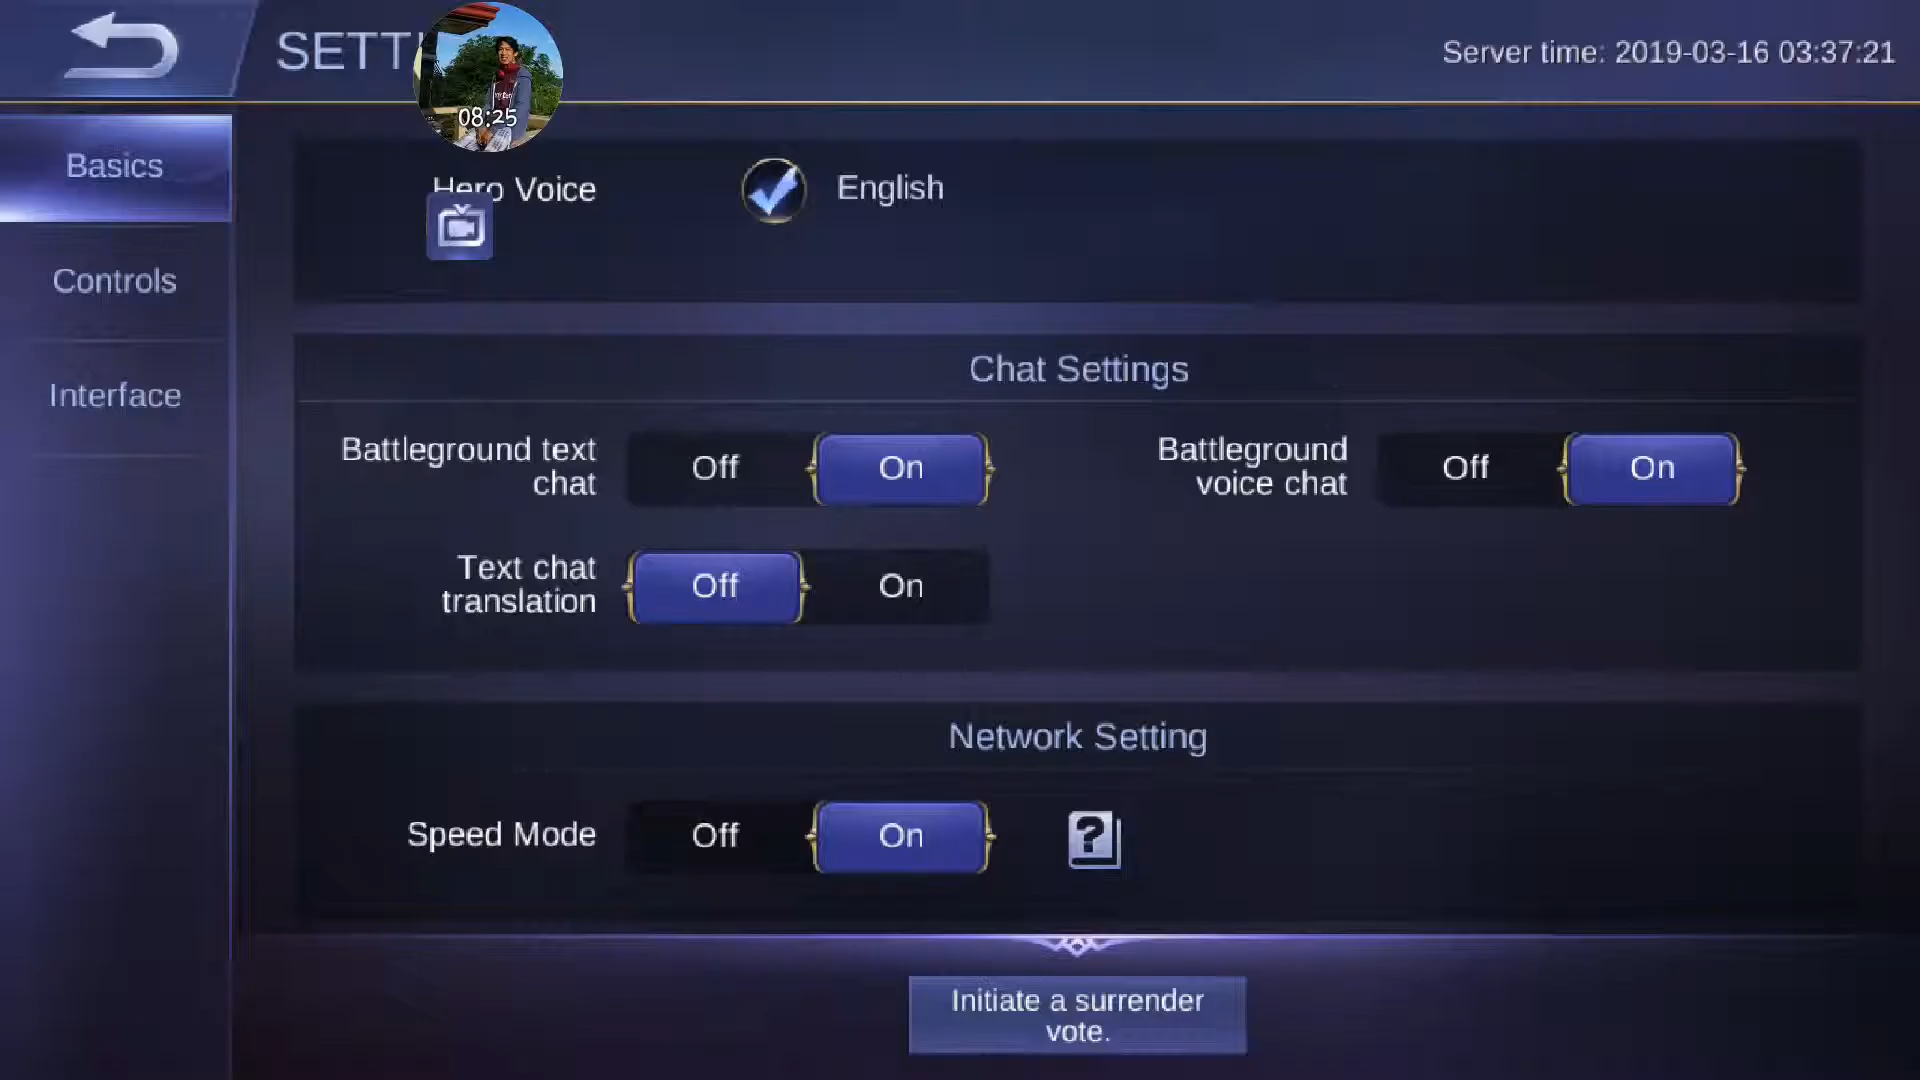 SETTI
08:25
Server time: 2019-03-16 03:37:21
Basics
Controls
Interface
Hero Voice
English
Chat Settings
Battleground text
chat
Off
On
Battleground
voice chat
Off
On
Text chat
translation
Off
On
Network Setting
Speed Mode
Off
On
?
Initiate a surrender
vote.